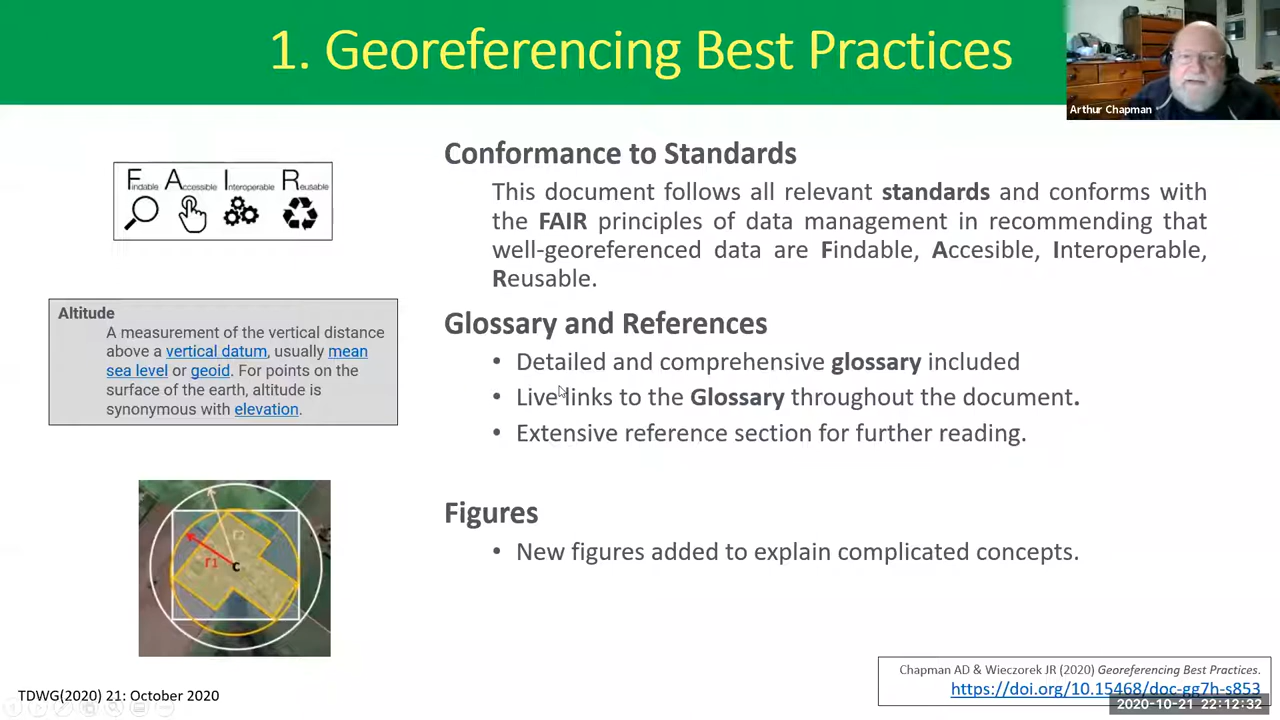 1. Georeferencing Best Practices
Arthur Chapman
Findable Accessible Interoperable Reusable
Conformance to Standards
This document follows all relevant standards and conforms with
the FAIR principles of data management in recommending that
well-georeferenced data are Findable, Accesible, Interoperable,
Reusable.
Altitude
A measurement of the vertical distance
above a vertical datum, usually mean
sea level or geoid. For points on the
surface of the earth, altitude is
synonymous with elevation.
Glossary and References
• Detailed and comprehensive glossary included
• Live links to the Glossary throughout the document.
• Extensive reference section for further reading.
r2
r1
c
Figures
• New figures added to explain complicated concepts.
Chapman AD & Wieczorek JR (2020) Georeferencing Best Practices.
https://doi.org/10.15468/doc-gg7h-s853
TDWG(2020) 21: October 2020
2020-10-21 22:12:32